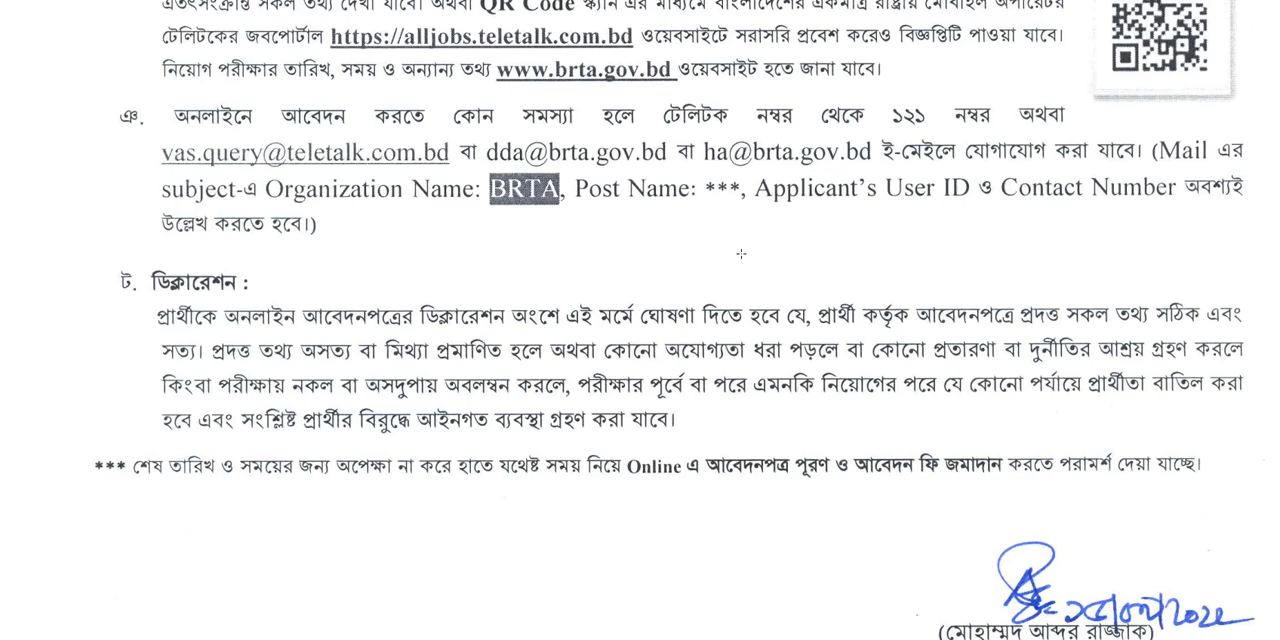 এতৎসংক্রান্ত সকল তথ্য দেখা যাবে। অথবা QR Code স্ক্যান এর মাধ্যমে বাংলাদেশের একমাত্র রাষ্ট্রীয় মোবাইল অপারেটর
টেলিটকের জবপোর্টাল https://alljobs.teletalk.com.bd ওয়েবসাইটে সরাসরি প্রবেশ করেও বিজ্ঞপ্তিটি পাওয়া যাবে।
নিয়োগ পরীক্ষার তারিখ, সময় ও অন্যান্য তথ্য www.brta.gov.bd ওয়েবসাইট হতে জানা যাবে।
ঞ. অনলাইনে আবেদন করতে কোন সমস্যা হলে টেলিটক নম্বর থেকে ১২১ নম্বর অথবা
vas.query@teletalk.com.bd বা dda@brta.gov.bd বা ha@brta.gov.bd ই-মেইলে যোগাযোগ করা যাবে। (Mail এর
subject-এ Organization Name: BRTA, Post Name: ***, Applicant’s User ID ও Contact Number অবশ্যই
উল্লেখ করতে হবে।)
ট. ডিক্লারেশন :
প্রার্থীকে অনলাইন আবেদনপত্রের ডিক্লারেশন অংশে এই মর্মে ঘোষণা দিতে হবে যে, প্রার্থী কর্তৃক আবেদনপত্রে প্রদত্ত সকল তথ্য সঠিক এবং
সত্য। প্রদত্ত তথ্য অসত্য বা মিথ্যা প্রমাণিত হলে অথবা কোনো অযোগ্যতা ধরা পড়লে বা কোনো প্রতারণা বা দুর্নীতির আশ্রয় গ্রহণ করলে
কিংবা পরীক্ষায় নকল বা অসদুপায় অবলম্বন করলে, পরীক্ষার পূর্বে বা পরে এমনকি নিয়োগের পরে যে কোনো পর্যায়ে প্রার্থীতা বাতিল করা
হবে এবং সংশ্লিষ্ট প্রার্থীর বিরুদ্ধে আইনগত ব্যবস্থা গ্রহণ করা যাবে।
*** শেষ তারিখ ও সময়ের জন্য অপেক্ষা না করে হাতে যথেষ্ট সময় নিয়ে Online এ আবেদনপত্র পূরণ ও আবেদন ফি জমাদান করতে পরামর্শ দেয়া যাচ্ছে।
(মোহাম্মদ আব্দুর রাজ্জাক)